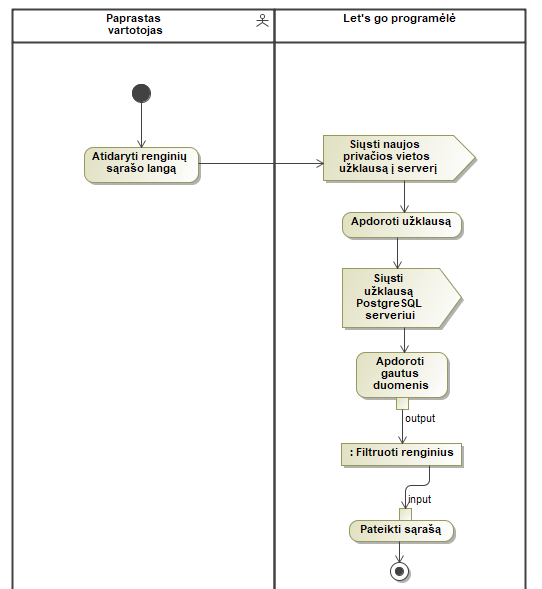 Paprastas
vartotojas
Let's go programėlė
Atidaryti renginių
sąrašo langą
Siųsti naujos
privačios vietos
užklausą į serverį
Apdoroti užklausą
Siųsti
užklausą
PostgreSQL
serveriui
Apdoroti
gautus
duomenis
output
: Filtruoti renginius
input
Pateikti sąrašą